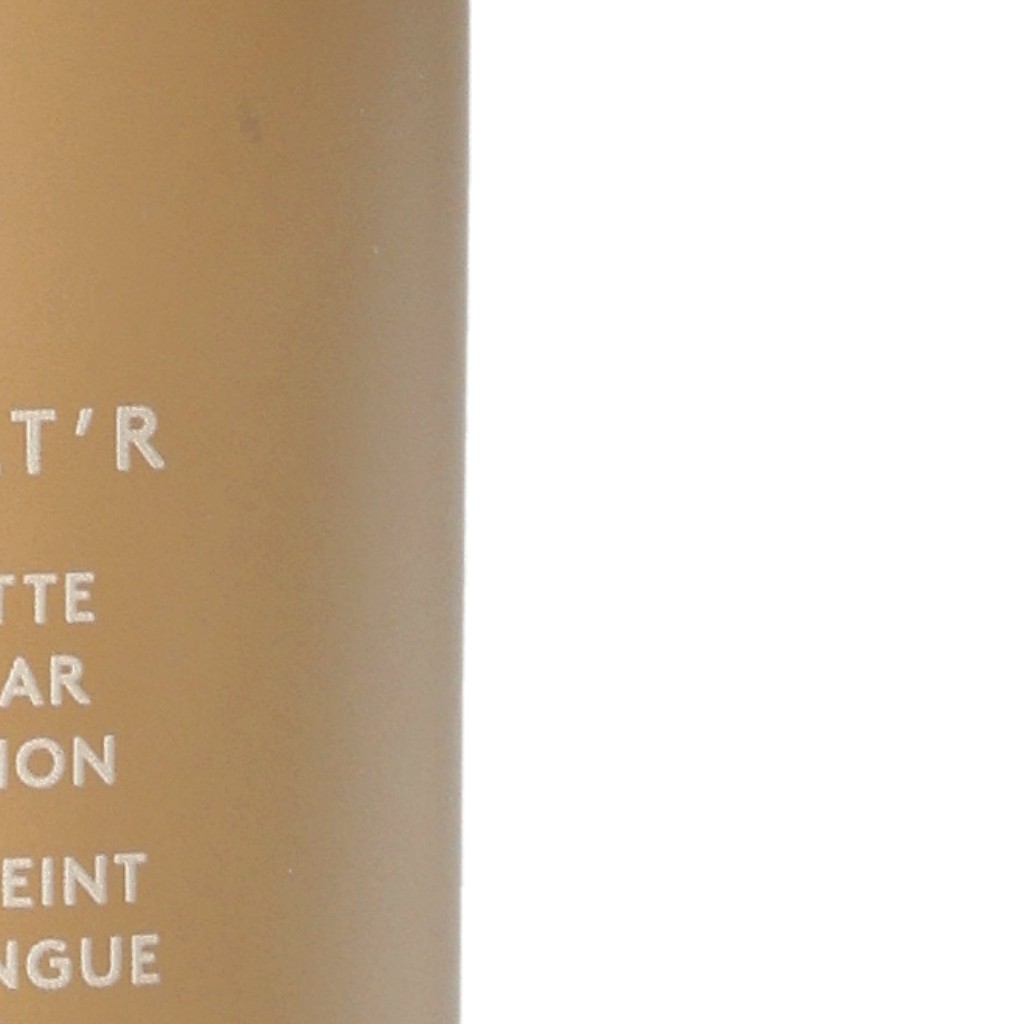 T'R
TTE
AR
ION
EINT
NGUE